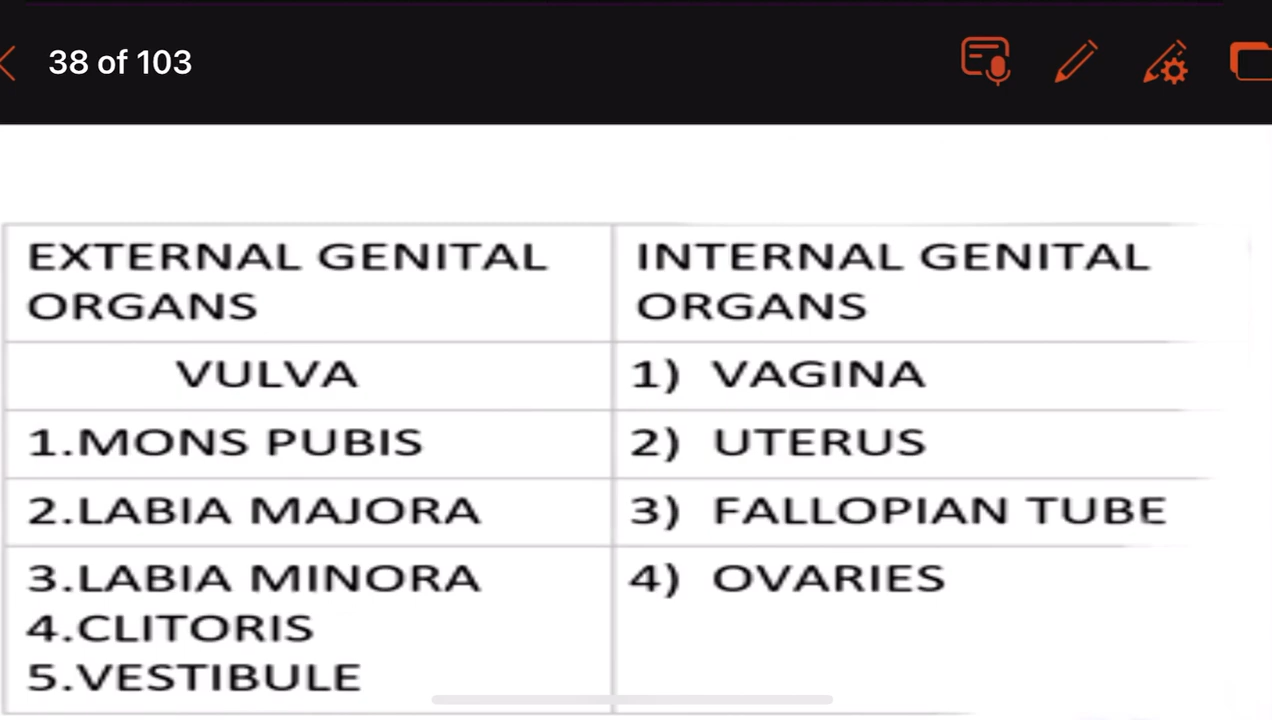 38 of 103
EXTERNAL GENITAL
ORGANS
INTERNAL GENITAL
ORGANS
VULVA
1) VAGINA
1.MONS PUBIS
2) UTERUS
2.LABIA MAJORA
3) FALLOPIAN TUBE
3.LABIA MINORA
4.CLITORIS
5.VESTIBULE
4) OVARIES